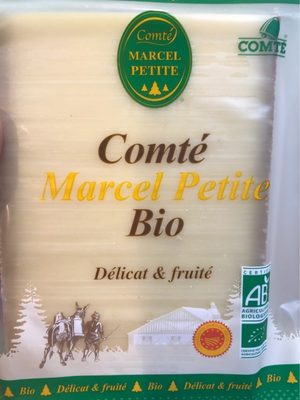 Comté
MARCEL
PETITE
COMTÉ
Comté
Marcel Petite
Bio
Délicat & fruité
AB
AGRICULTURE
BIOLOGIQUE
Bio Délicat & fruité Bio Délicat & fruité Bio